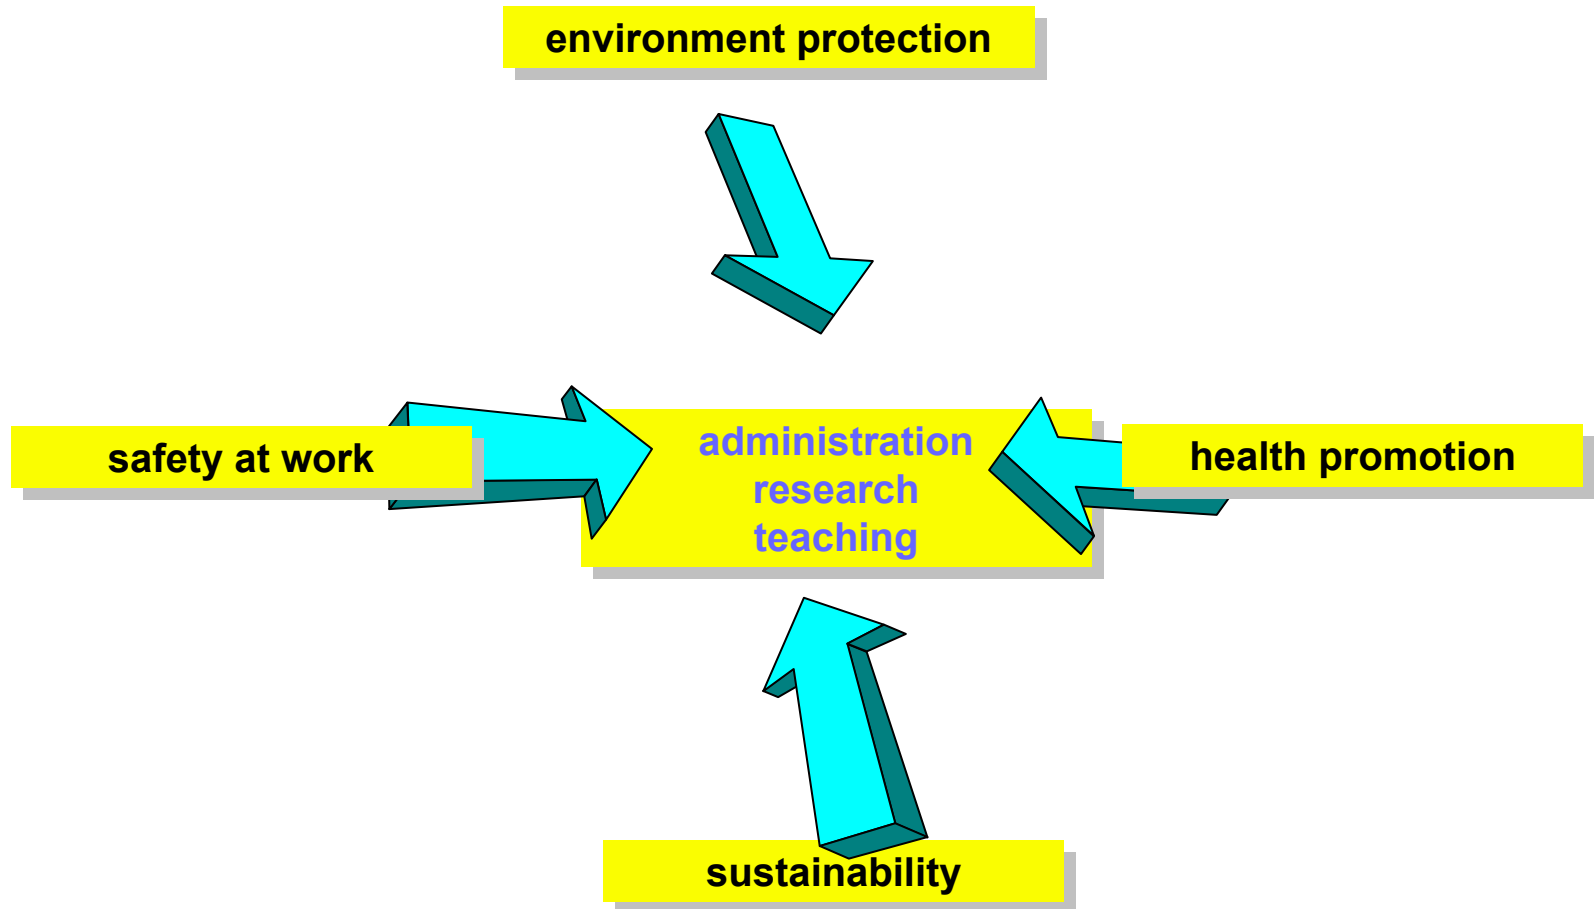 environment protection
safety at work
administration
research
teaching
health promotion
sustainability